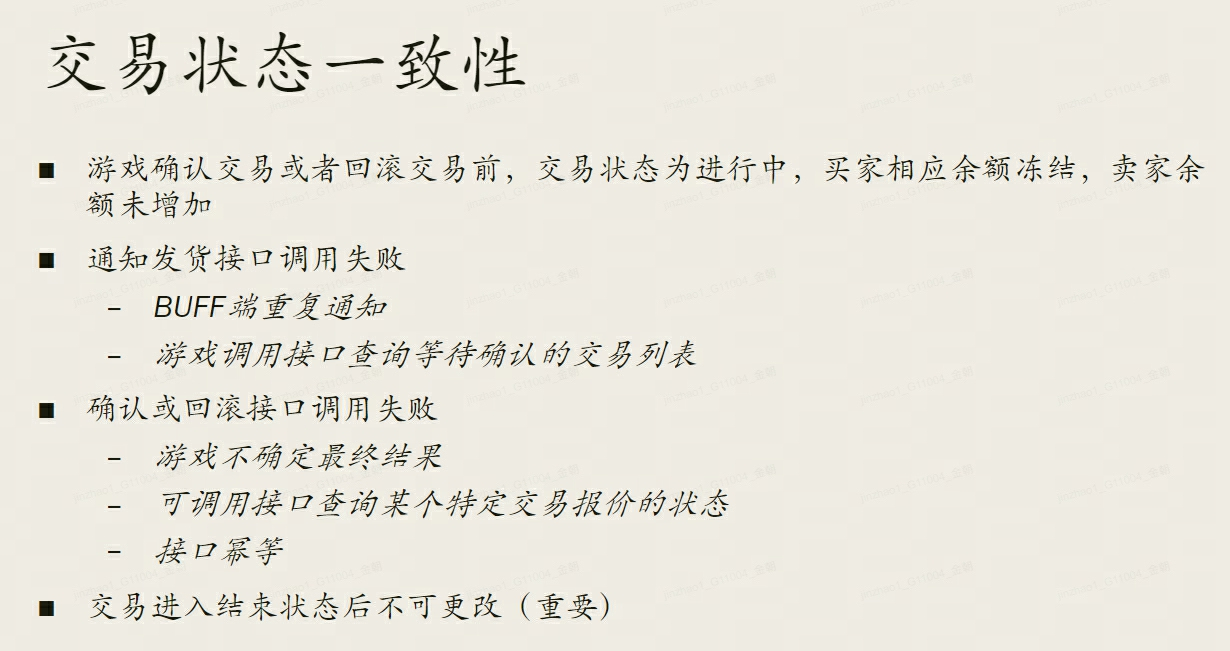 交易状态一致性
■ 游戏确认交易或者回滚交易前，交易状态为进行中，买家相应余额冻结，卖家余
额未增加
■ 通知发货接口调用失败
– BUFF端重复通知
– 游戏调用接口查询等待确认的交易列表
■ 确认或回滚接口调用失败
– 游戏不确定最终结果
– 可调用接口查询某个特定交易报价的状态
– 接口幂等
■ 交易进入结束状态后不可更改（重要）